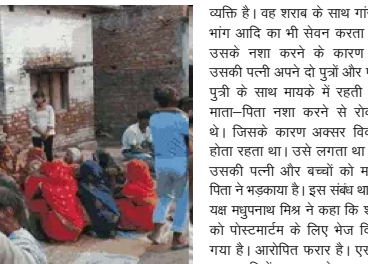 व्यक्ति है। वह शराब के साथ
भांग आदि का भी सेवन करता
उसके नशा करने के कारण
उसकी पत्नी अपने दो पुत्रों और
पुत्री के साथ मायके में रहती
माता–पिता नशा करने से
थे। जिसके कारण अक्सर
होता रहता था। उसे लगता था
उसकी पत्नी और बच्चों को
पिता ने भड़काया है। इस संबंध
यक्ष मधुपनाथ मिश्र ने कहा कि
को पोस्टमार्टम के लिए भेज
गया है। आरोपित फरार है।